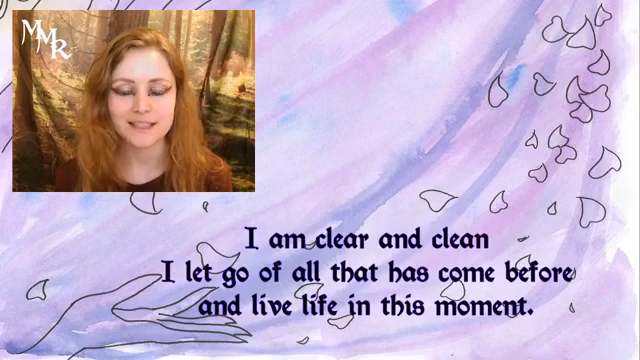 MMR
I am clear and clean
I let go of all that has come before
and live life in this moment.